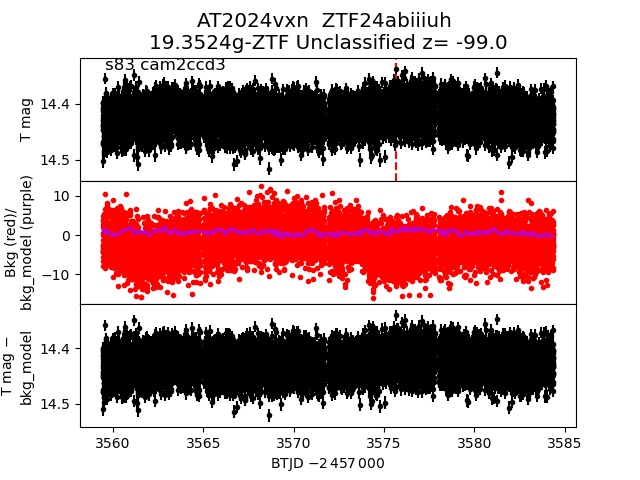 AT2024vxn  ZTF24abiiiuh
19.3524g-ZTF Unclassified z= -99.0
s83 cam2ccd3
T mag
14.4
14.5
Bkg (red)/
bkg_model (purple)
10
0
−10
T mag −
bkg_model
14.4
14.5
3560
3565
3570
3575
3580
3585
BTJD −2 457 000